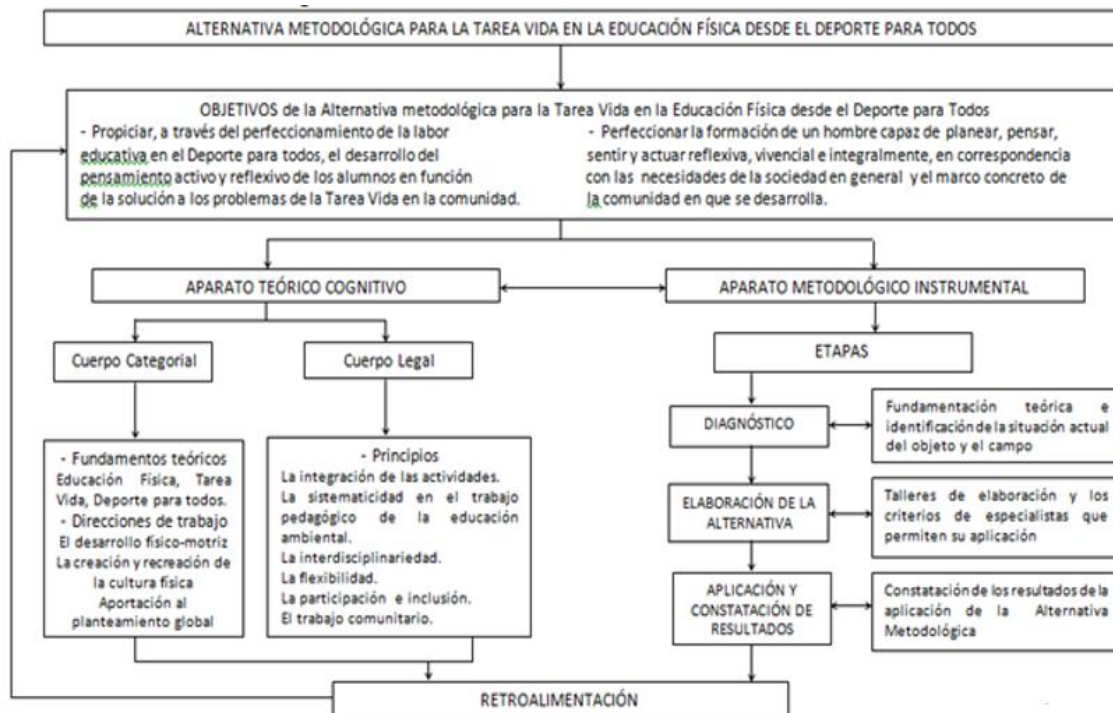 ALTERNATIVA METODOLÓGICA PARA LA TAREA VIDA EN LA EDUCACIÓN FÍSICA DESDE EL DEPORTE PARA TODOS
OBJETIVOS de la Alternativa metodológica para la Tarea Vida en la Educación Física desde el Deporte para Todos
- Propiciar, a través del perfeccionamiento de la labor
educativa en el Deporte para todos, el desarrollo del
pensamiento activo y reflexivo de los alumnos en función
de la solución a los problemas de la Tarea Vida en la comunidad.
- Perfeccionar la formación de un hombre capaz de planear, pensar,
sentir y actuar reflexiva, vivencial e integralmente, en correspondencia
con las necesidades de la sociedad en general y el marco concreto de
la comunidad en que se desarrolla.
APARATO TEÓRICO COGNITIVO
APARATO METODOLÓGICO INSTRUMENTAL
Cuerpo Categorial
Cuerpo Legal
ETAPAS
- Fundamentos teóricos
Educación Física, Tarea
Vida, Deporte para todos.
- Direcciones de trabajo
El desarrollo físico-motriz
La creación y recreación de
la cultura física
Aportación al
planteamiento global
- Principios
La integración de las actividades.
La sistematicidad en el trabajo
pedagógico de la educación
ambiental.
La interdisciplinariedad.
La flexibilidad.
La participación e inclusión.
El trabajo comunitario.
DIAGNÓSTICO
Fundamentación teórica e
identificación de la situación actual
del objeto y el campo
ELABORACIÓN DE LA
ALTERNATIVA
Talleres de elaboración y los
criterios de especialistas que
permiten su aplicación
APLICACIÓN Y
CONSTATACIÓN DE
RESULTADOS
Constatación de los resultados de la
aplicación de la Alternativa
Metodológica
RETROALIMENTACIÓN